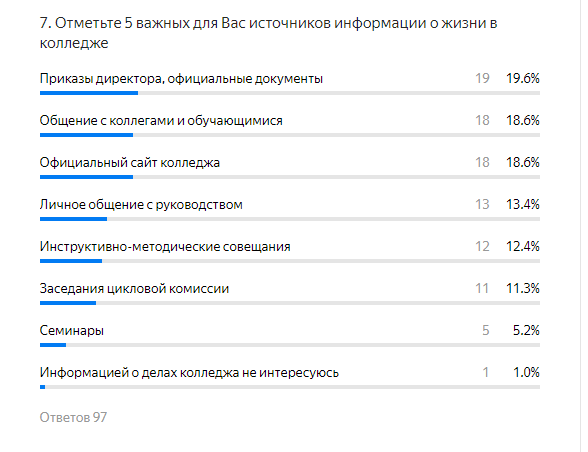 7. Отметьте 5 важных для Вас источников информации о жизни в
колледже
Приказы директора, официальные документы 19 19.6%
Общение с коллегами и обучающимися 18 18.6%
Официальный сайт колледжа 18 18.6%
Личное общение с руководством 13 13.4%
Инструктивно-методические совещания 12 12.4%
Заседания цикловой комиссии 11 11.3%
Семинары 5 5.2%
Информацией о делах колледжа не интересуюсь 1 1.0%
Ответов 97